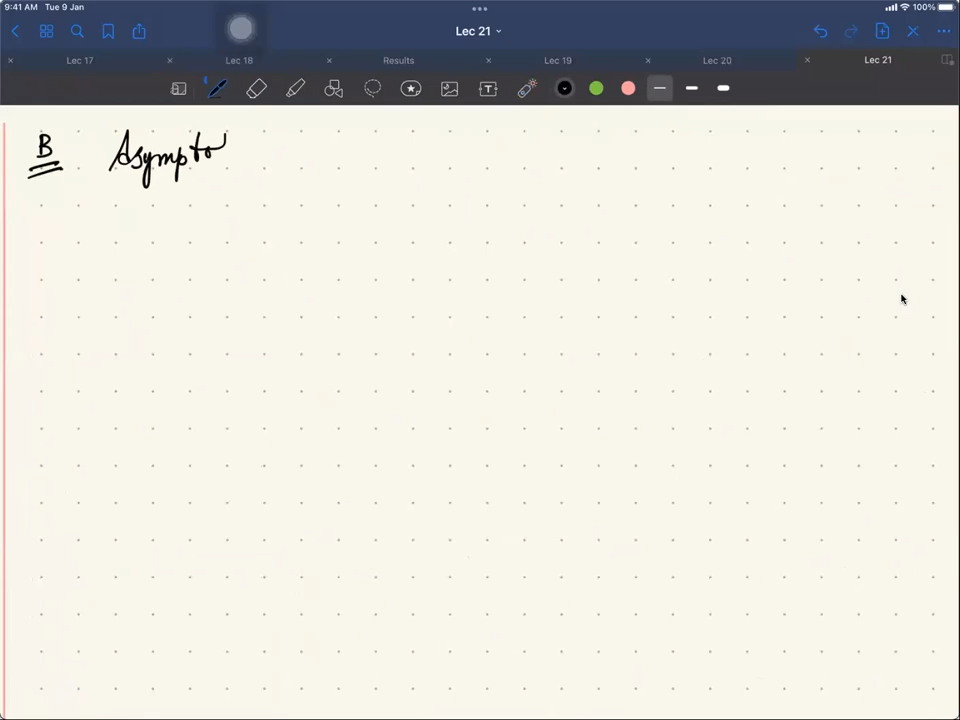 9:41 AM Tue 9 Jan 100%
Lec 21
Lec 17 Lec 18 Results Lec 19 Lec 20 Lec 21
T
B Asympto